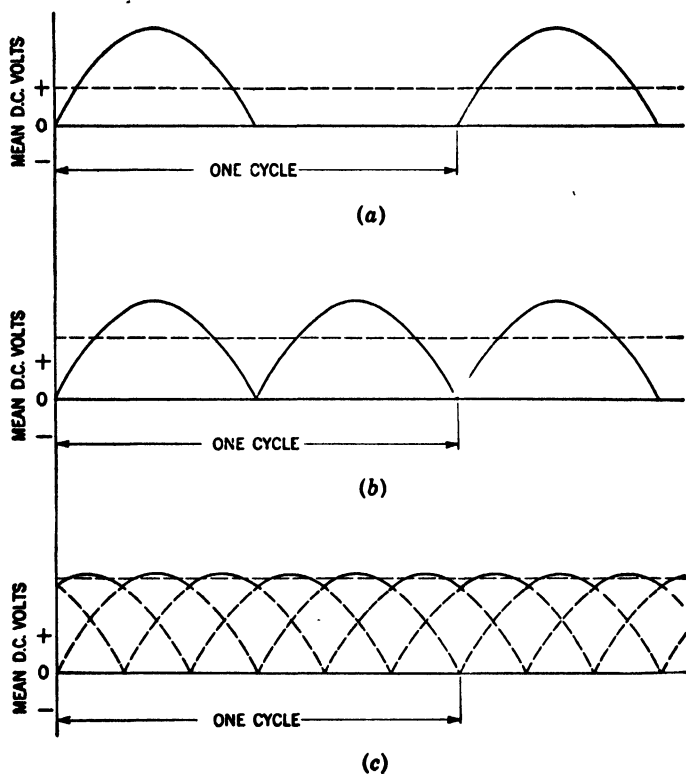 MEAN D.C. VOLTS
+
0
−
ONE CYCLE
(a)
MEAN D.C. VOLTS
+
0
−
ONE CYCLE
(b)
MEAN D.C. VOLTS
+
0
−
ONE CYCLE
(c)